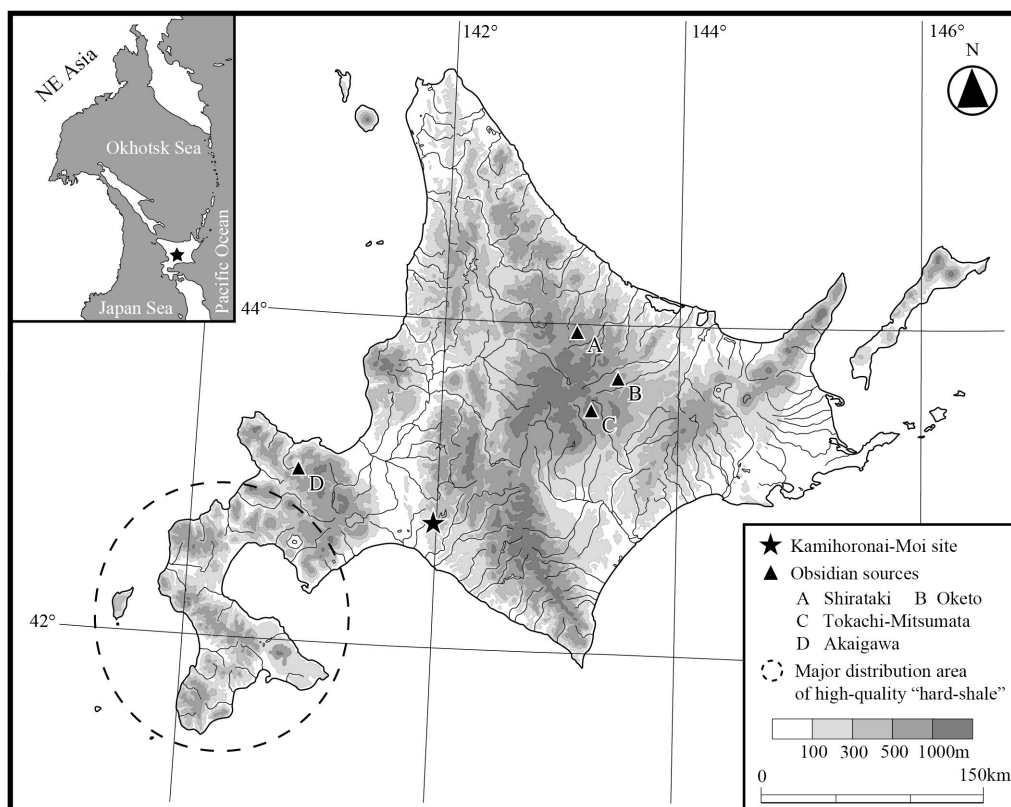 NE Asia
Okhotsk Sea
Pacific Ocean
Japan Sea
142°
144°
146°
N
44°
42°
A
B
C
D
Kamihoronai-Moi site
Obsidian sources
A Shirataki B Oketo
C Tokachi-Mitsumata
D Akaigawa
Major distribution area
of high-quality “hard-shale”
100 300 500 1000m
0 150km